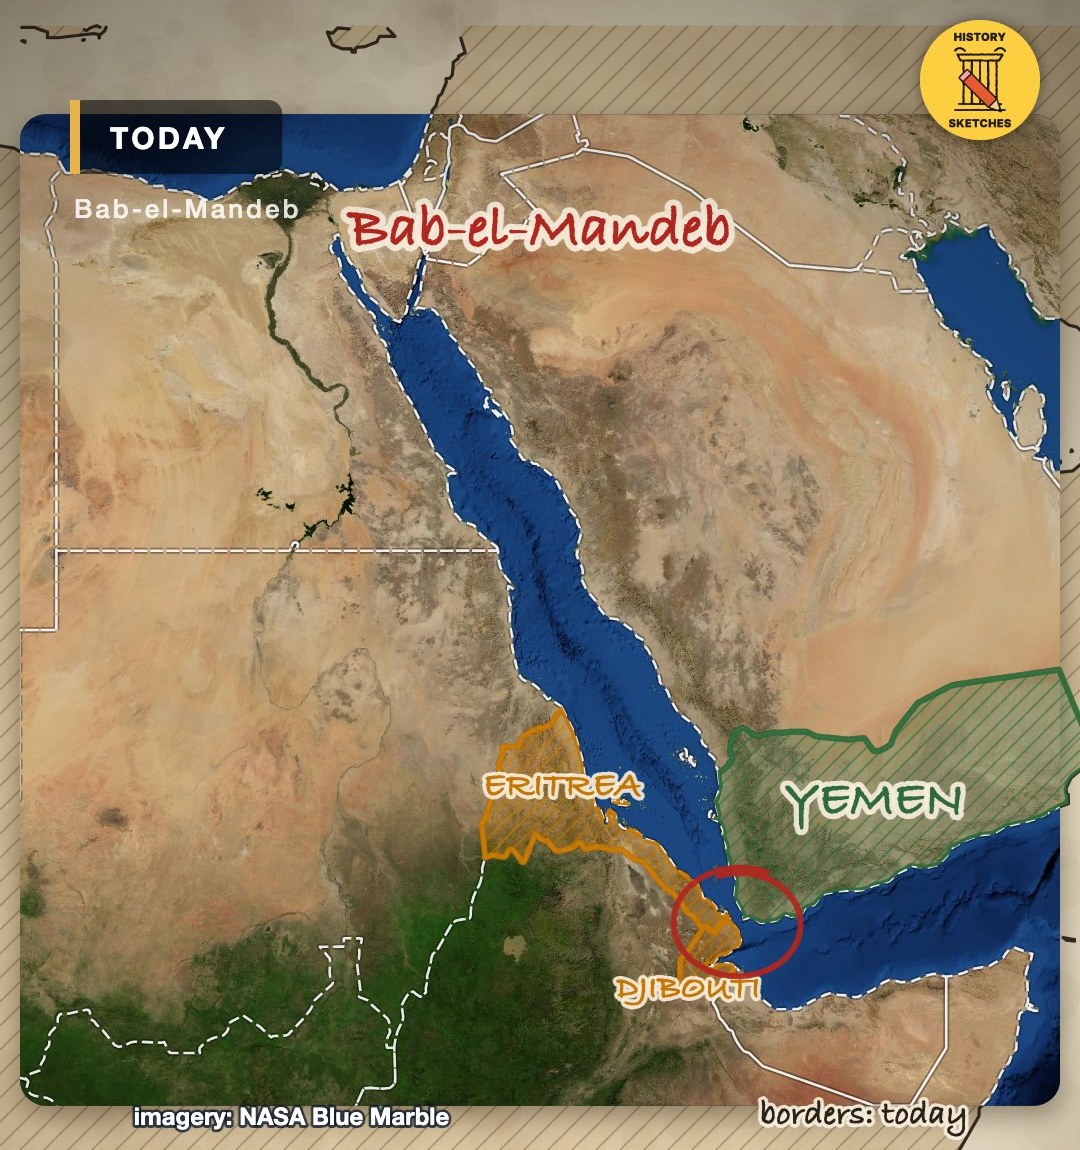 HISTORY
SKETCHES
TODAY
Bab-el-Mandeb
Bab-el-Mandeb
ERITREA
YEMEN
DJIBOUTI
imagery: NASA Blue Marble
borders: today